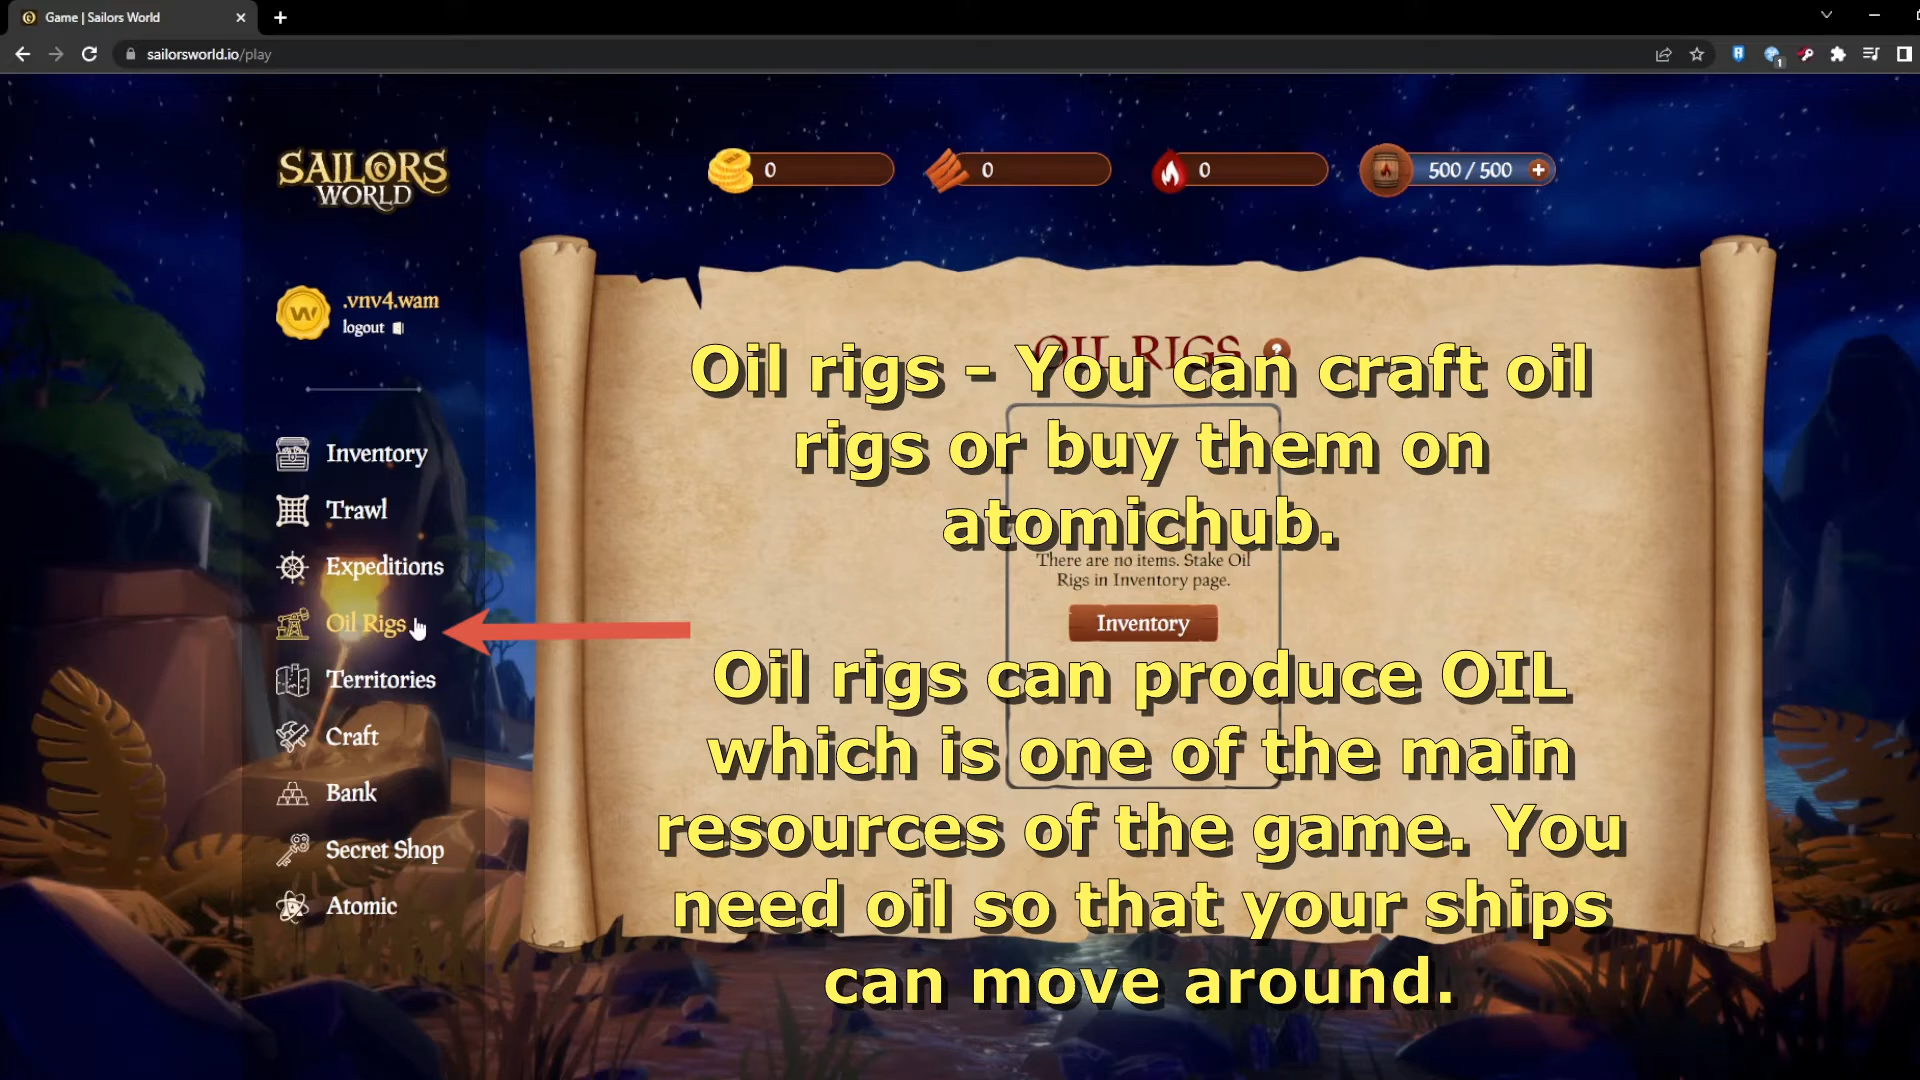 Game | Sailors World
sailorsworld.io/play
1
SAILORS
WORLD
0
0
0
500 / 500
W
.vnv4.wam
logout
Inventory
Trawl
Expeditions
Oil Rigs
Territories
Craft
Bank
Secret Shop
Atomic
OIL RIGS ?
Oil rigs - You can craft oil
rigs or buy them on
atomichub.
There are no items. Stake Oil
Rigs in Inventory page.
Inventory
Oil rigs can produce OIL
which is one of the main
resources of the game. You
need oil so that your ships
can move around.